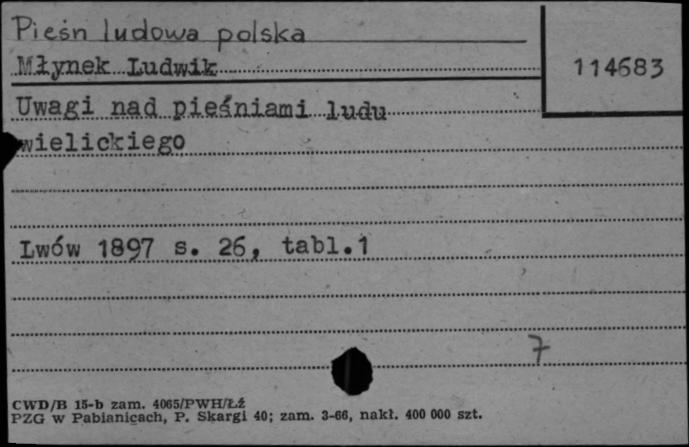 Pieśń ludowa polska
Młynek Ludwik
114683
Uwagi nad pieśniami ludu
wielickiego
Lwów 1897 s. 26, tabl.1
7
CWD/B 15-b zam. 4065/PWH/Łź
PZG w Pabianicach, P. Skargi 40; zam. 3-66, nakł. 400 000 szt.